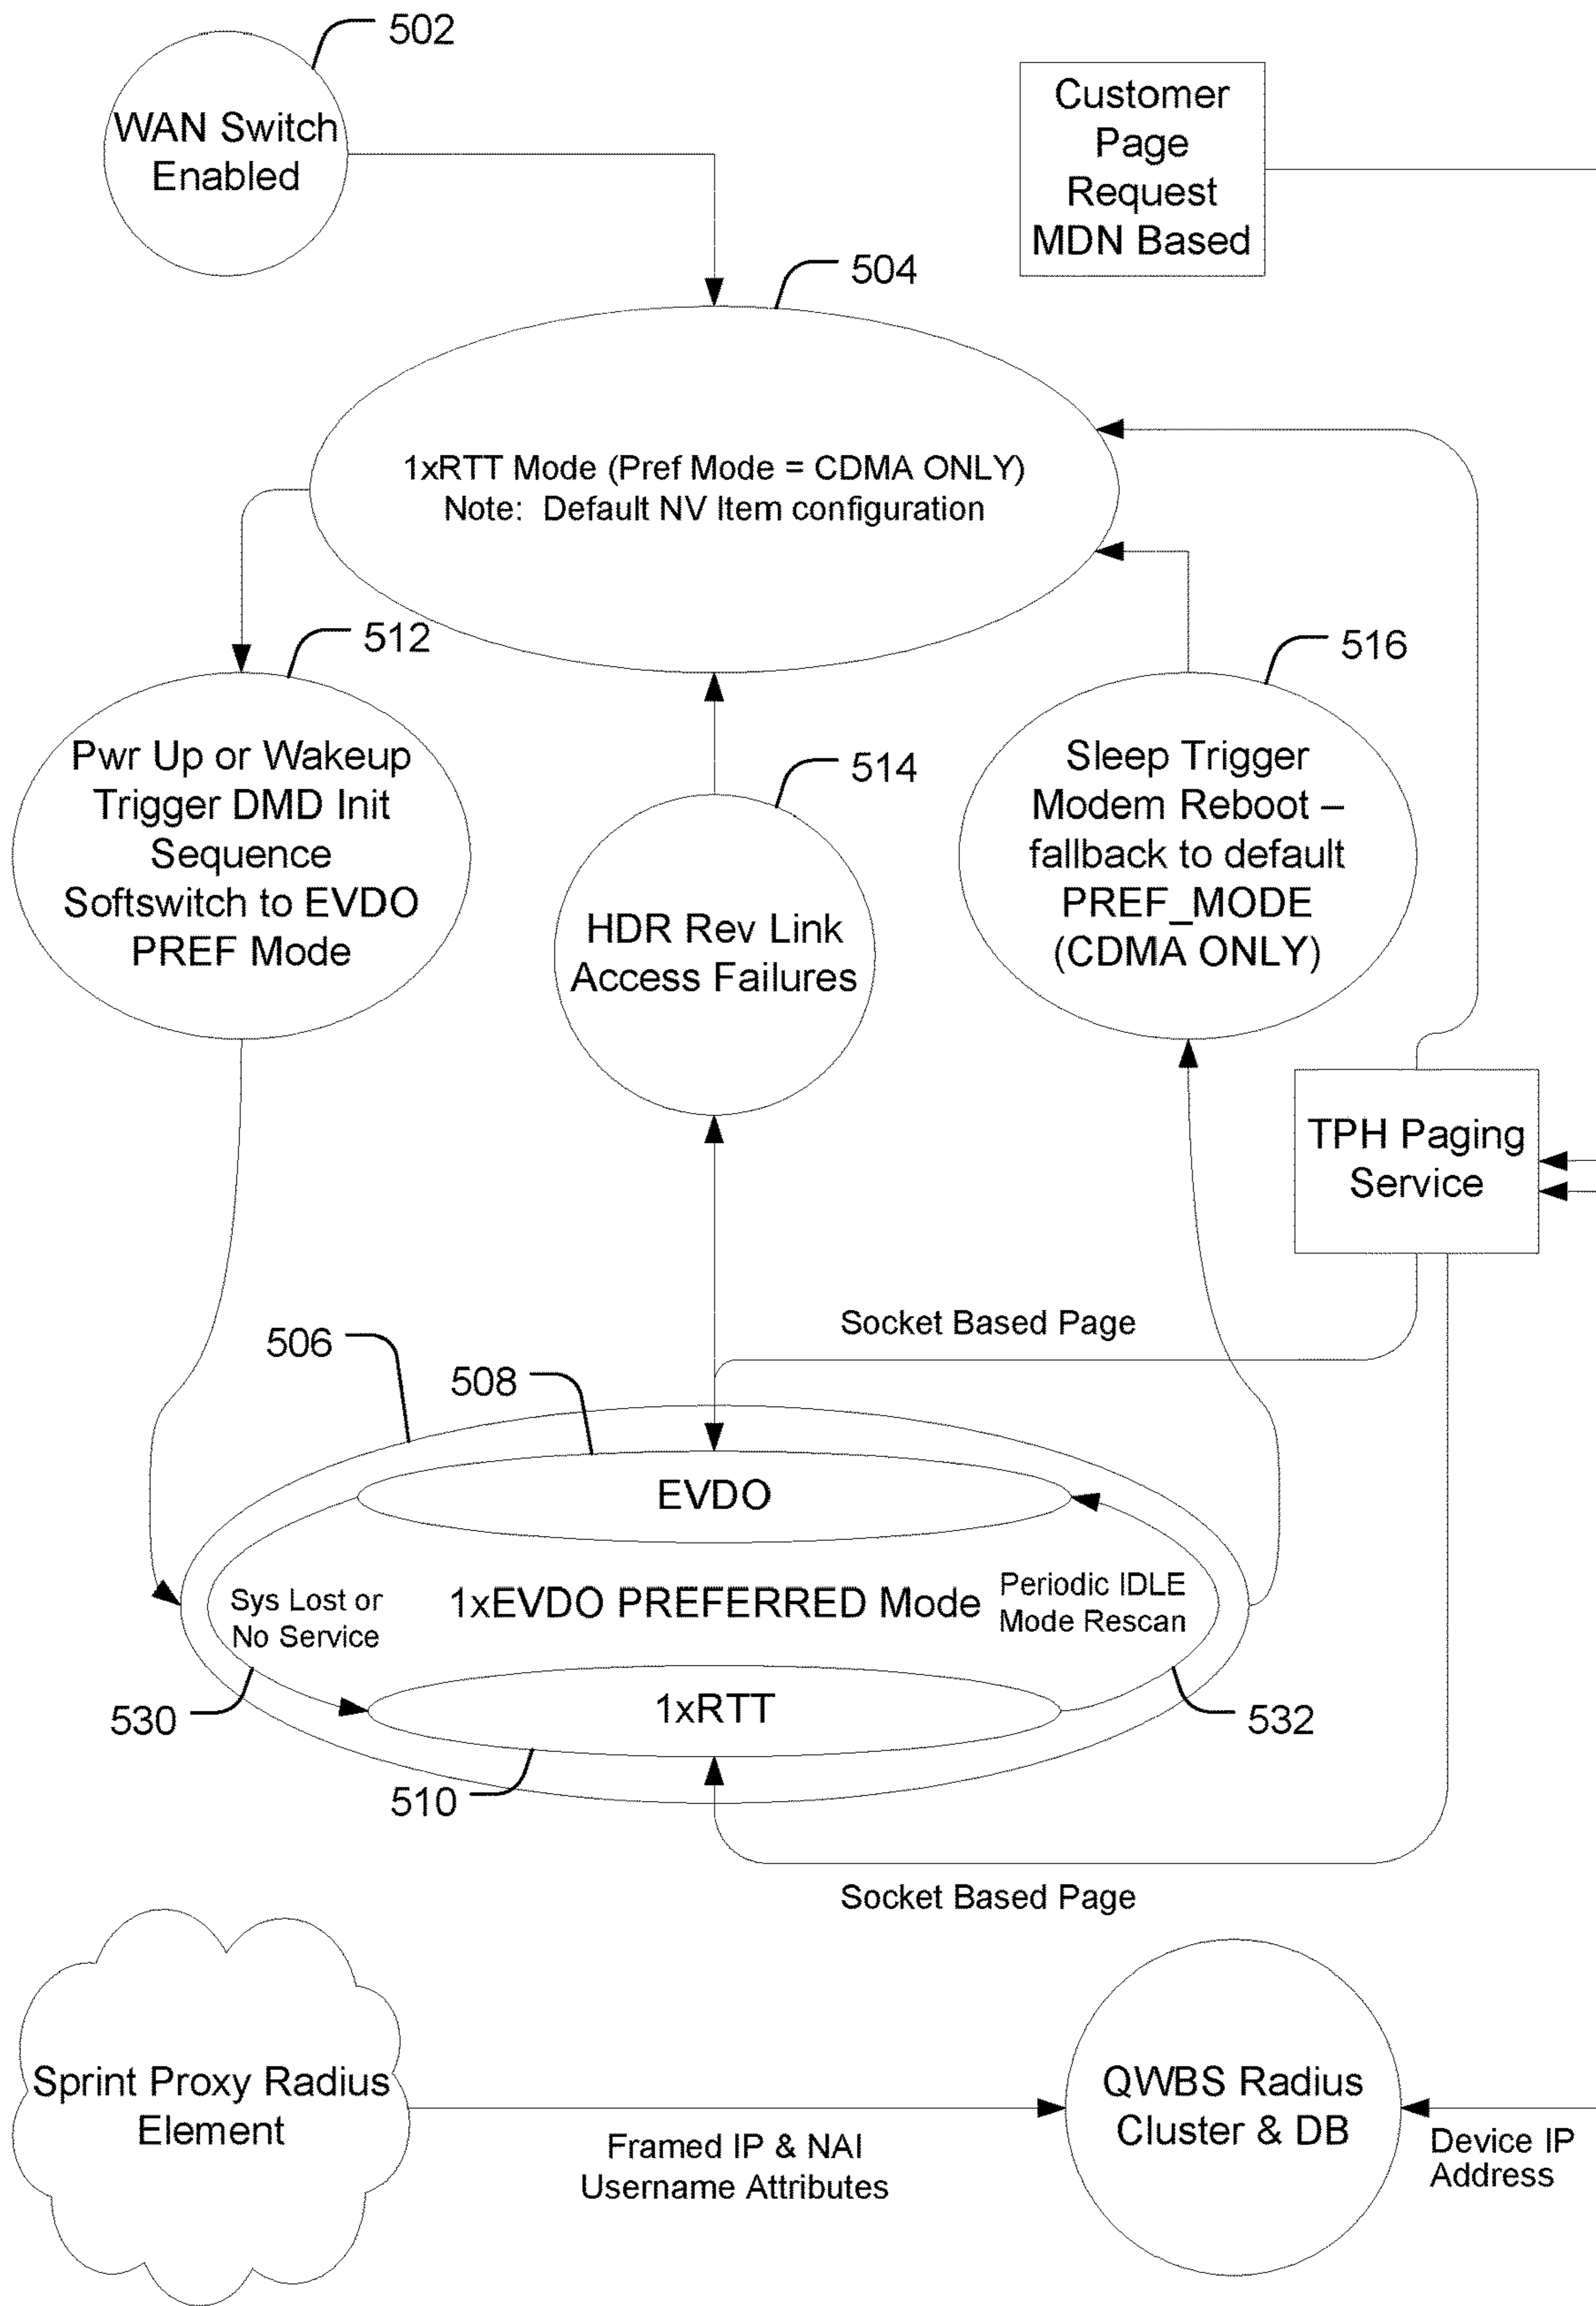 502
WAN Switch
Enabled
Customer
Page
Request
MDN Based
504
1xRTT Mode (Pref Mode = CDMA ONLY)
Note:  Default NV Item configuration
512
Pwr Up or Wakeup
Trigger DMD Init
Sequence
Softswitch to EVDO
PREF Mode
514
HDR Rev Link
Access Failures
516
Sleep Trigger
Modem Reboot –
fallback to default
PREF_MODE
(CDMA ONLY)
TPH Paging
Service
Socket Based Page
506
508
EVDO
Sys Lost or
No Service
1xEVDO PREFERRED Mode
Periodic IDLE
Mode Rescan
1xRTT
530
532
510
Socket Based Page
Sprint Proxy Radius
Element
Framed IP & NAI
Username Attributes
QWBS Radius
Cluster & DB
Device IP
Address